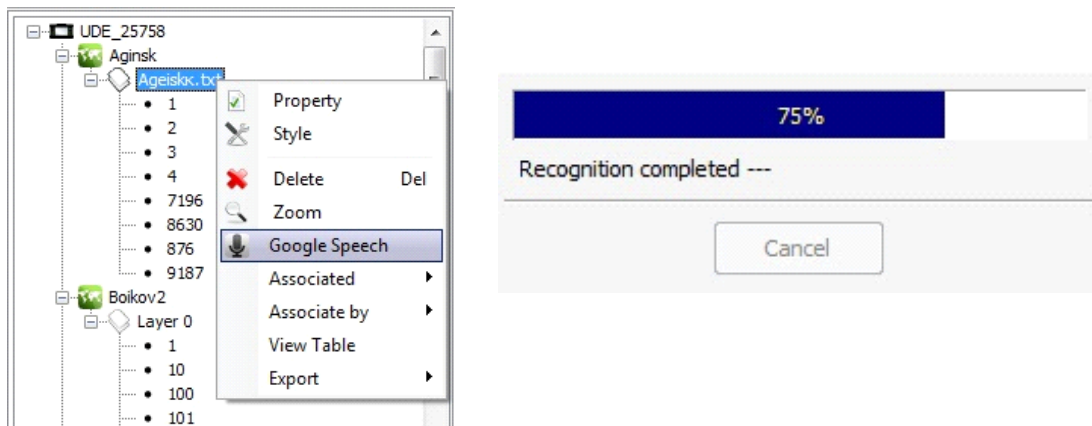 UDE_25758
Aginsk
Ageiskк.txt
1
2
3
4
7196
8630
876
9187
Boikov2
Layer 0
1
10
100
101
Property
Style
Delete Del
Zoom
Google Speech
Associated
Associate by
View Table
Export
75%
Recognition completed ---
Cancel